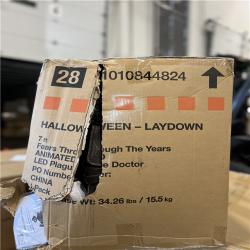 28
1010844824
HALLOWEEN – LAYDOWN
7
Fears Through The Years
ANIMATED
LED Plague Doctor
PO Number:
CHINA
Pack
34.26 lbs / 15,5 kg